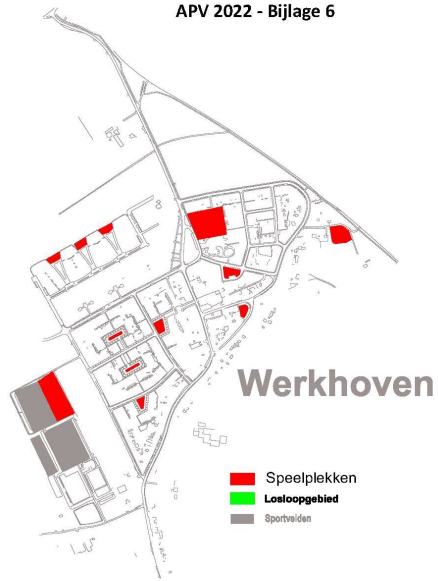 APV 2022 - Bijlage 6
Werkhoven
Speelplekken
Losloopgebied
Sportvelden